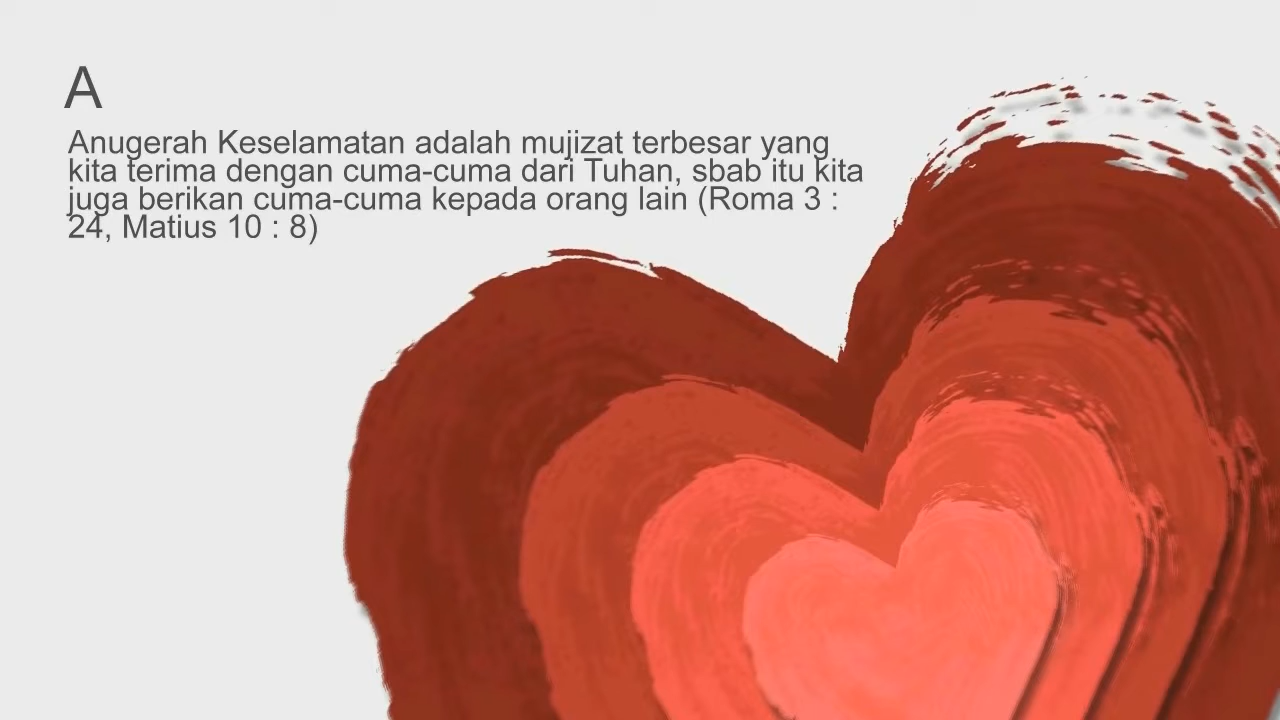 A
Anugerah Keselamatan adalah mujizat terbesar yang
kita terima dengan cuma-cuma dari Tuhan, sbab itu kita
juga berikan cuma-cuma kepada orang lain (Roma 3 :
24, Matius 10 : 8)